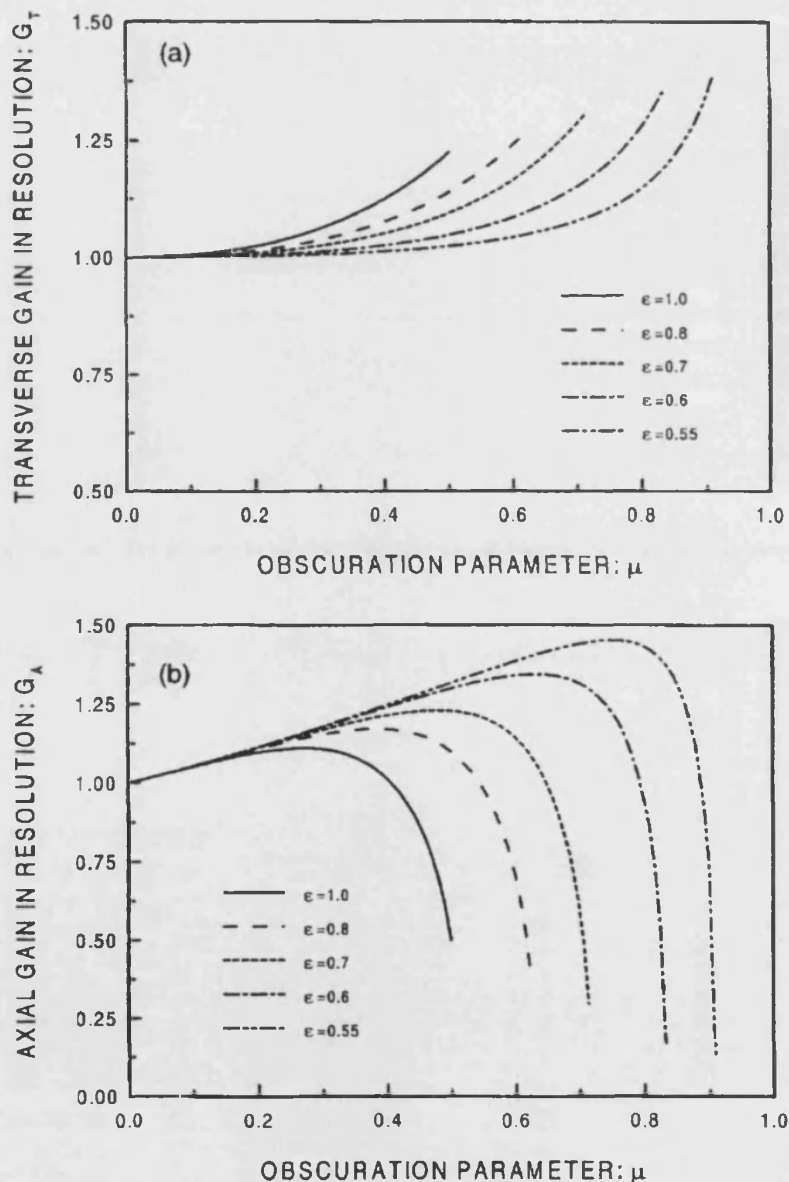 TRANSVERSE GAIN IN RESOLUTION: G_T
1.50
1.25
1.00
0.75
0.50
(a)
ε=1.0
ε=0.8
ε=0.7
ε=0.6
ε=0.55
0.0 0.2 0.4 0.6 0.8 1.0
OBSCURATION PARAMETER: μ
AXIAL GAIN IN RESOLUTION: G_A
1.50
1.25
1.00
0.75
0.50
0.25
0.00
(b)
ε=1.0
ε=0.8
ε=0.7
ε=0.6
ε=0.55
0.0 0.2 0.4 0.6 0.8 1.0
OBSCURATION PARAMETER: μ